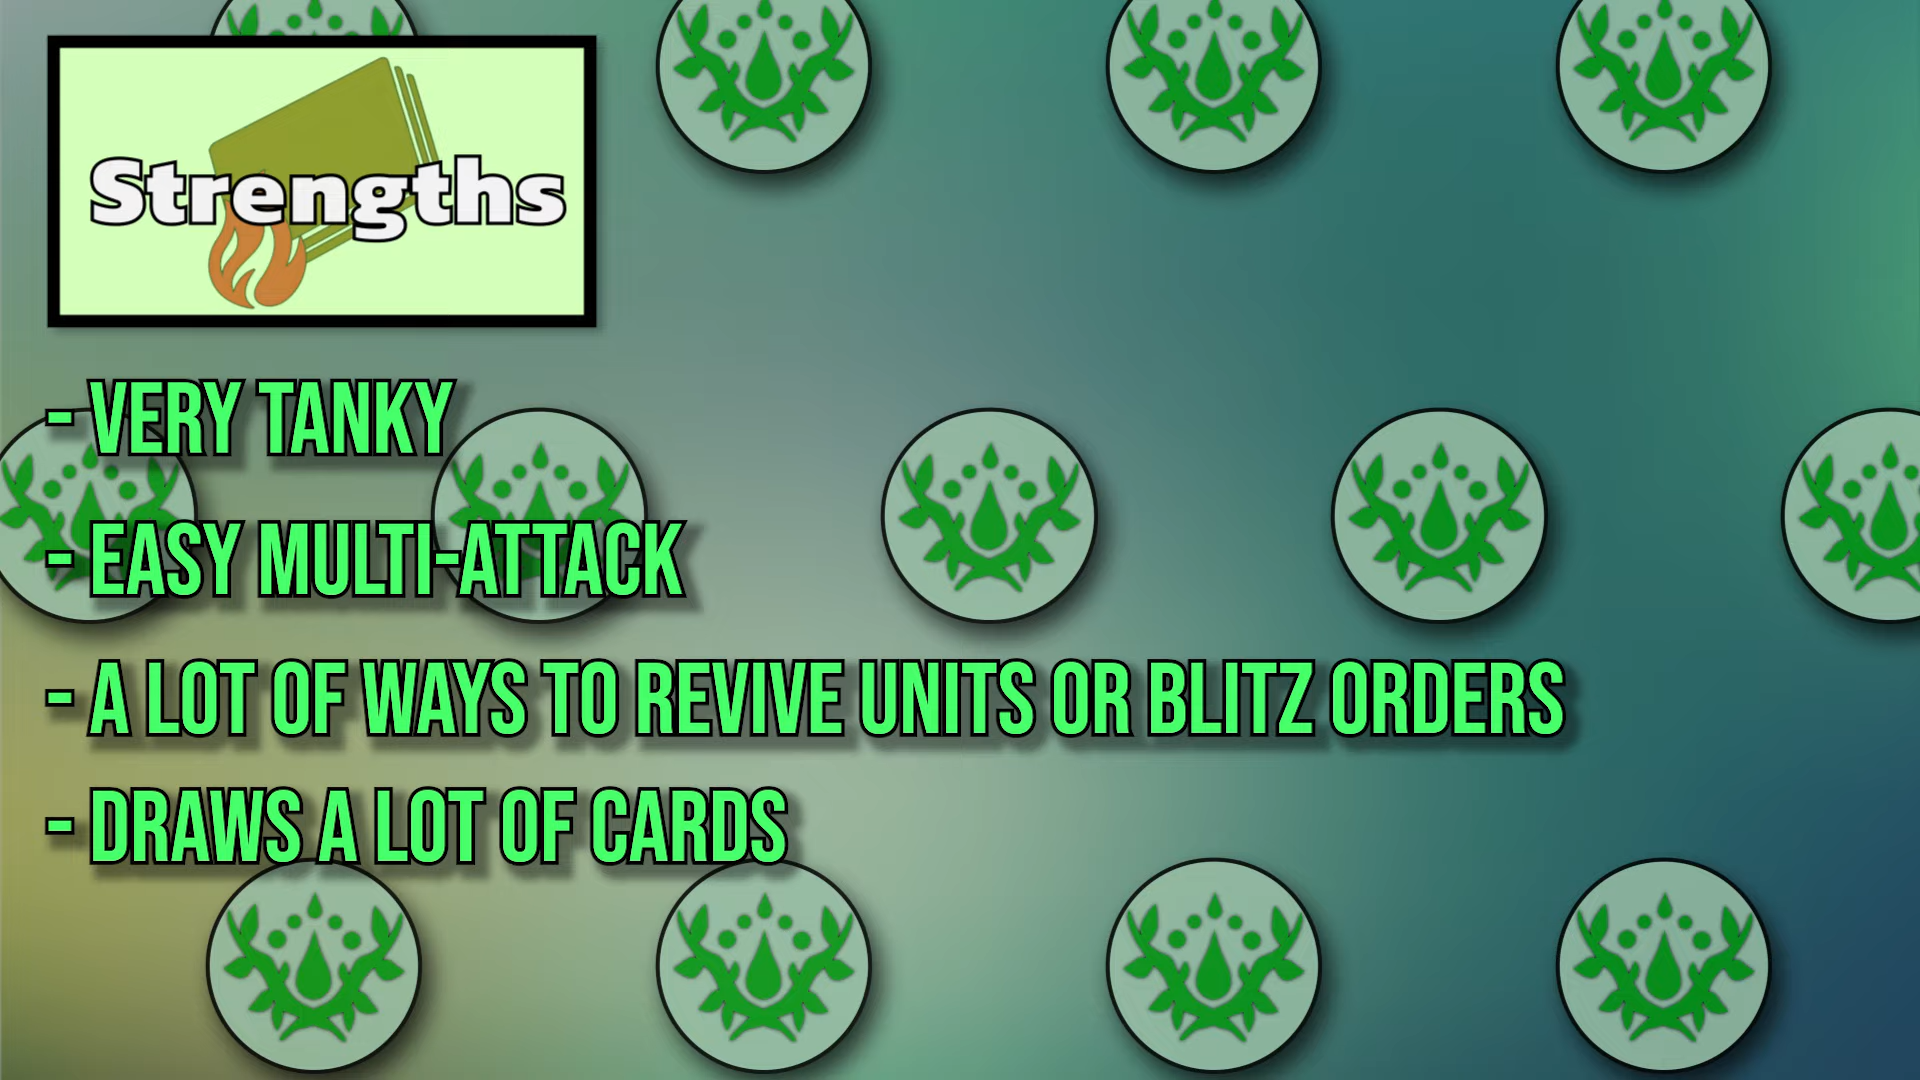 Strengths
- VERY TANKY
- EASY MULTI-ATTACK
- A LOT OF WAYS TO REVIVE UNITS OR BLITZ ORDERS
- DRAWS A LOT OF CARDS